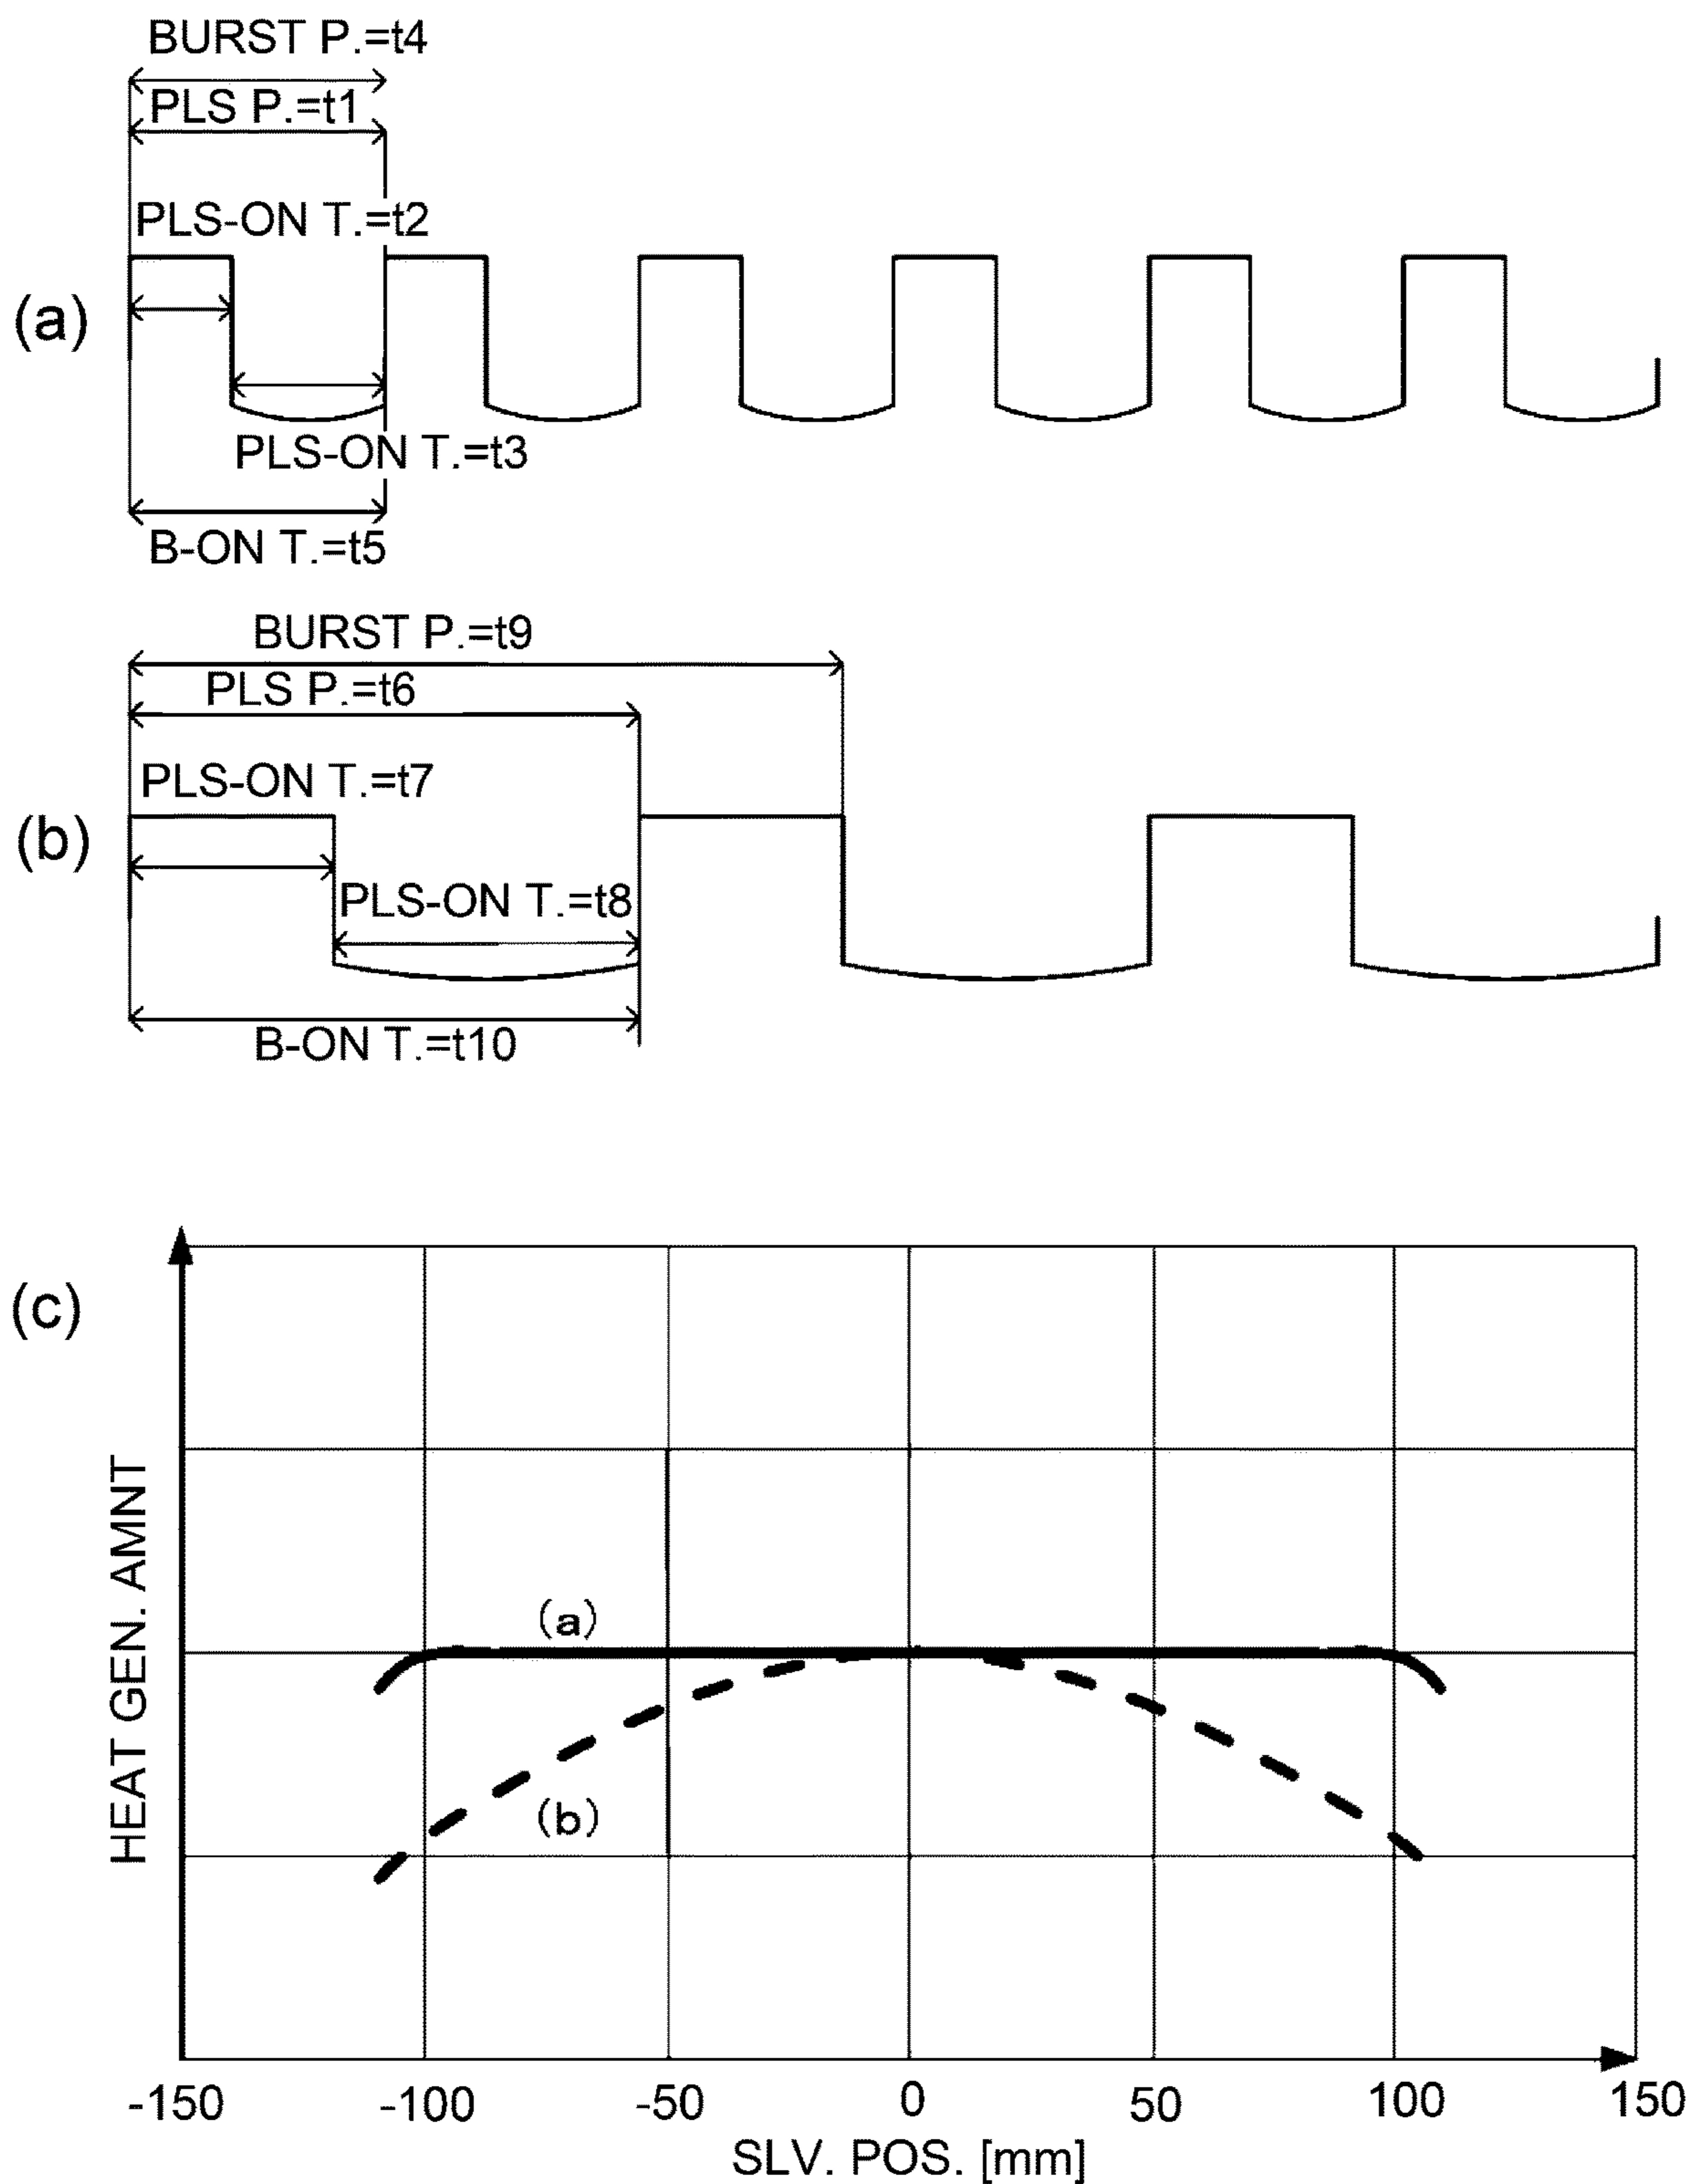 BURST P.=t4
PLS P.=t1
PLS-ON T.=t2
(a)
PLS-ON T.=t3
B-ON T.=t5
BURST P.=t9
PLS P.=t6
PLS-ON T.=t7
(b)
PLS-ON T.=t8
B-ON T.=t10
(c)
HEAT GEN. AMNT
(a)
(b)
-150 -100 -50 0 50 100 150
SLV. POS. [mm]